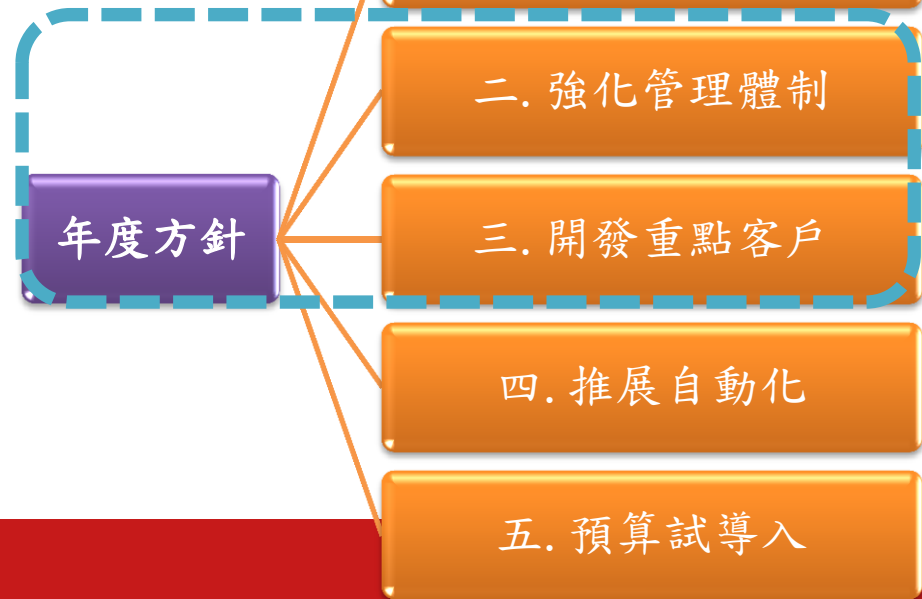 二.強化管理體制
年度方針
三.開發重點客戶
四.推展自動化
五.預算試導入